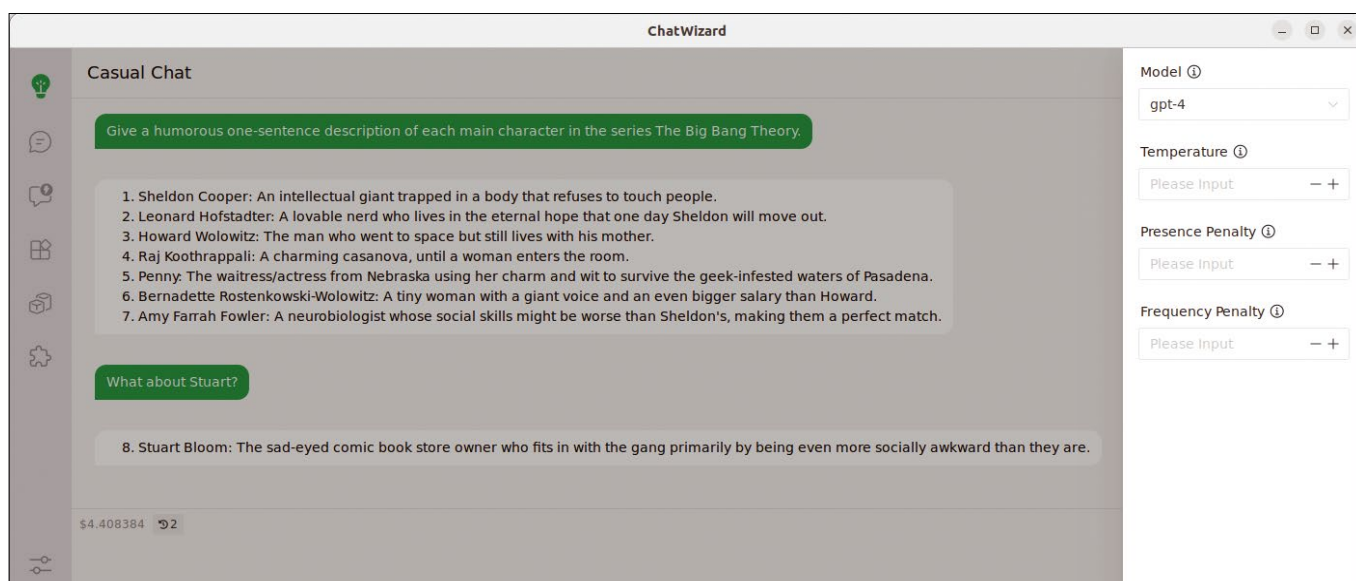 ChatWizard
Casual Chat
Give a humorous one-sentence description of each main character in the series The Big Bang Theory.
1. Sheldon Cooper: An intellectual giant trapped in a body that refuses to touch people.
2. Leonard Hofstadter: A lovable nerd who lives in the eternal hope that one day Sheldon will move out.
3. Howard Wolowitz: The man who went to space but still lives with his mother.
4. Raj Koothrappali: A charming casanova, until a woman enters the room.
5. Penny: The waitress/actress from Nebraska using her charm and wit to survive the geek-infested waters of Pasadena.
6. Bernadette Rostenkowski-Wolowitz: A tiny woman with a giant voice and an even bigger salary than Howard.
7. Amy Farrah Fowler: A neurobiologist whose social skills might be worse than Sheldon's, making them a perfect match.
What about Stuart?
8. Stuart Bloom: The sad-eyed comic book store owner who fits in with the gang primarily by being even more socially awkward than they are.
$4.408384 2
Model
gpt-4
Temperature
Please Input
Presence Penalty
Please Input
Frequency Penalty
Please Input